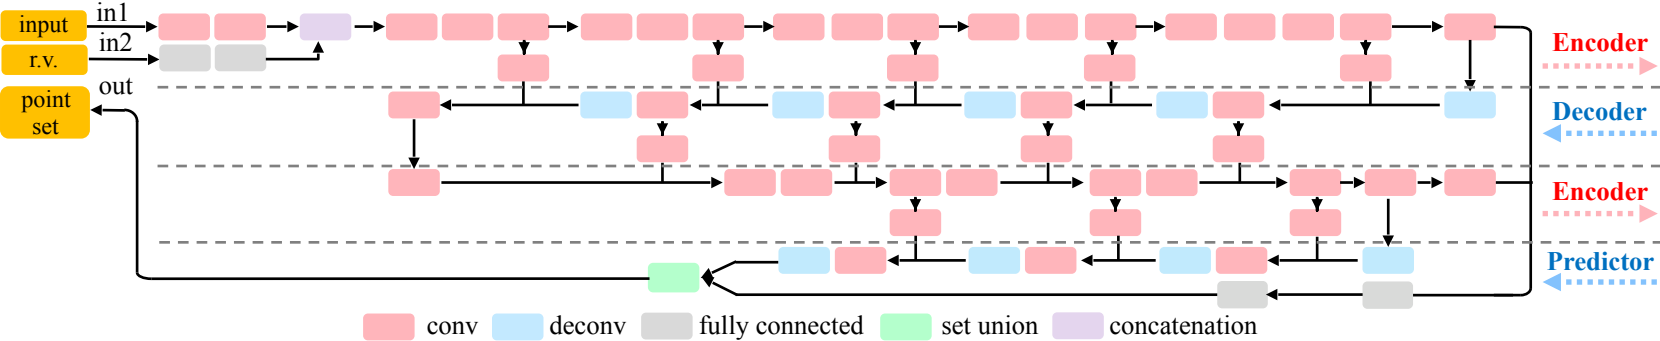 input
in1
r.v.
in2
point
set
out
Encoder
Decoder
Encoder
Predictor
conv
deconv
fully connected
set union
concatenation